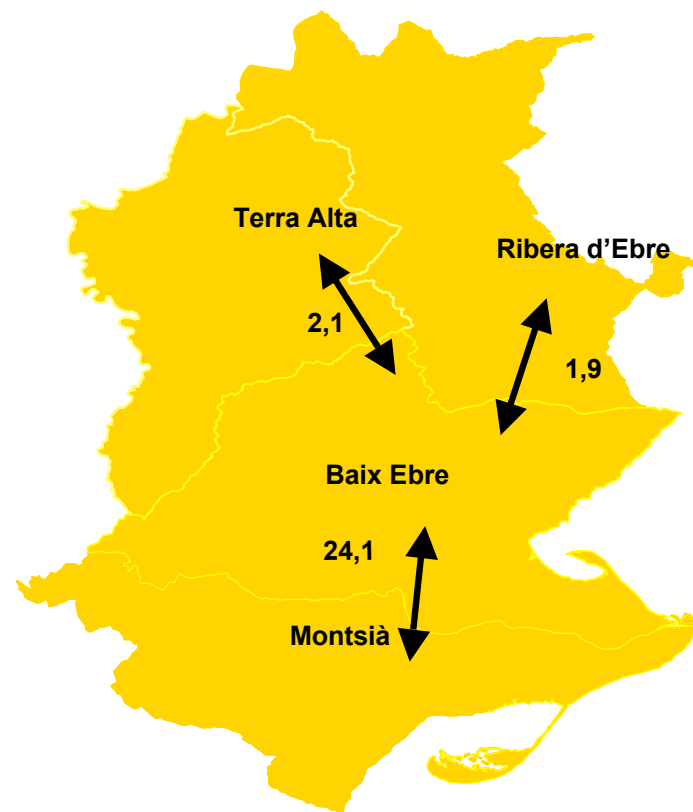 Terra Alta
Ribera d’Ebre
2,1
1,9
Baix Ebre
24,1
Montsià